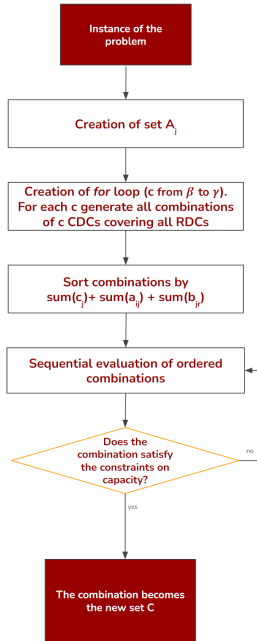 Instance of the
problem
Creation of set Aj
Creation of for loop (c from β to γ).
For each c generate all combinations
of c CDCs covering all RDCs
Sort combinations by
sum(cj)+ sum(aij) + sum(bjr)
Sequential evaluation of ordered
combinations
Does the
combination satisfy
the constraints on
capacity?
no
yes
The combination becomes
the new set C